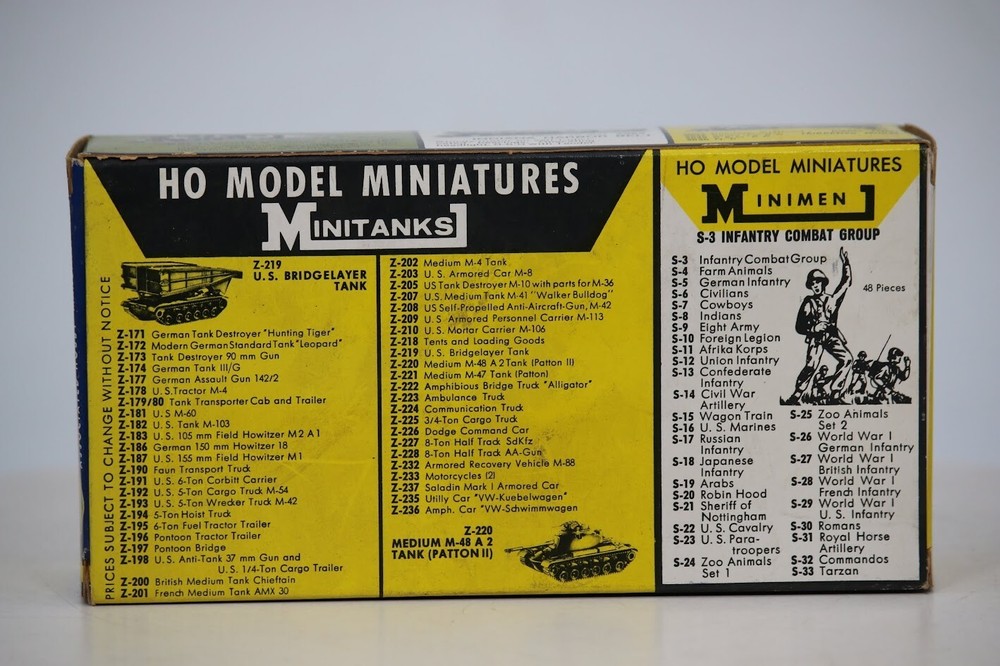 HO MODEL MINIATURES
MINITANKS
PRICES SUBJECT TO CHANGE WITHOUT NOTICE
Z-219
U.S. BRIDGELAYER
TANK
Z-171 German Tank Destroyer "Hunting Tiger"
Z-172 Modern German Standard Tank "Leopard"
Z-173 Tank Destroyer 90 mm Gun
Z-174 German Tank III/G
Z-177 German Assault Gun 142/2
Z-178 U.S. Tractor M-4
Z-179/80 Tank Transporter Cab and Trailer
Z-181 U.S M-60
Z-182 U.S. Tank M-103
Z-183 U.S. 105 mm Field Howitzer M2 A1
Z-186 German 150 mm Howitzer 18
Z-187 U.S. 155 mm Field Howitzer M1
Z-190 Faun Transport Truck
Z-191 U.S. 6-Ton Corbitt Carrier
Z-192 U.S. 5-Ton Cargo Truck M-54
Z-193 U.S. 5-Ton Wrecker Truck M-42
Z-194 5-Ton Hoist Truck
Z-195 6-Ton Fuel Tractor Trailer
Z-196 Pontoon Tractor Trailer
Z-197 Pontoon Bridge
Z-198 U.S. Anti-Tank 37 mm Gun and
U.S. 1/4-Ton Cargo Trailer
Z-200 British Medium Tank Chieftain
Z-201 French Medium Tank AMX 30
Z-202 Medium M-4 Tank
Z-203 U.S. Armored Car M-8
Z-205 US Tank Destroyer M-10 with parts for M-36
Z-207 U.S. Medium Tank M-41 "Walker Bulldog"
Z-208 US Self-Propelled Anti-Aircraft-Gun, M-42
Z-209 U.S. Armored Personnel Carrier M-113
Z-210 U.S. Mortar Carrier M-106
Z-218 Tents and Loading Goods
Z-219 U.S. Bridgelayer Tank
Z-220 Medium M-48 A 2 Tank (Patton II)
Z-221 Medium M-47 Tank (Patton)
Z-222 Amphibious Bridge Truck "Alligator"
Z-223 Ambulance Truck
Z-224 Communication Truck
Z-225 3/4-Ton Cargo Truck
Z-226 Dodge Command Car
Z-227 8-Ton Half Track SdKfz
Z-228 8-Ton Half Track AA-Gun
Z-232 Armored Recovery Vehicle M-88
Z-233 Motorcycles (2)
Z-237 Saladin Mark I Armored Car
Z-235 Utilly Car "VW-Kuebelwagen"
Z-236 Amph. Car "VW-Schwimmwagen
Z-220
MEDIUM M-48 A 2
TANK (PATTON II)
HO MODEL MINIATURES
MINIMEN
S-3 INFANTRY COMBAT GROUP
48 Pieces
S-3 Infantry Combat Group
S-4 Farm Animals
S-5 German Infantry
S-6 Civilians
S-7 Cowboys
S-8 Indians
S-9 Eight Army
S-10 Foreign Legion
S-11 Afrika Korps
S-12 Union Infantry
S-13 Confederate
Infantry
S-14 Civil War
Artillery
S-15 Wagon Train
S-16 U.S. Marines
S-17 Russian
Infantry
S-18 Japanese
Infantry
S-19 Arabs
S-20 Robin Hood
S-21 Sheriff of
Nottingham
S-22 U.S. Cavalry
S-23 U.S. Para-
troopers
S-24 Zoo Animals
Set 1
S-25 Zoo Animals
Set 2
S-26 World War I
German Infantry
S-27 World War I
British Infantry
S-28 World War I
French Infantry
S-29 World War I
U.S. Infantry
S-30 Romans
S-31 Royal Horse
Artillery
S-32 Commandos
S-33 Tarzan